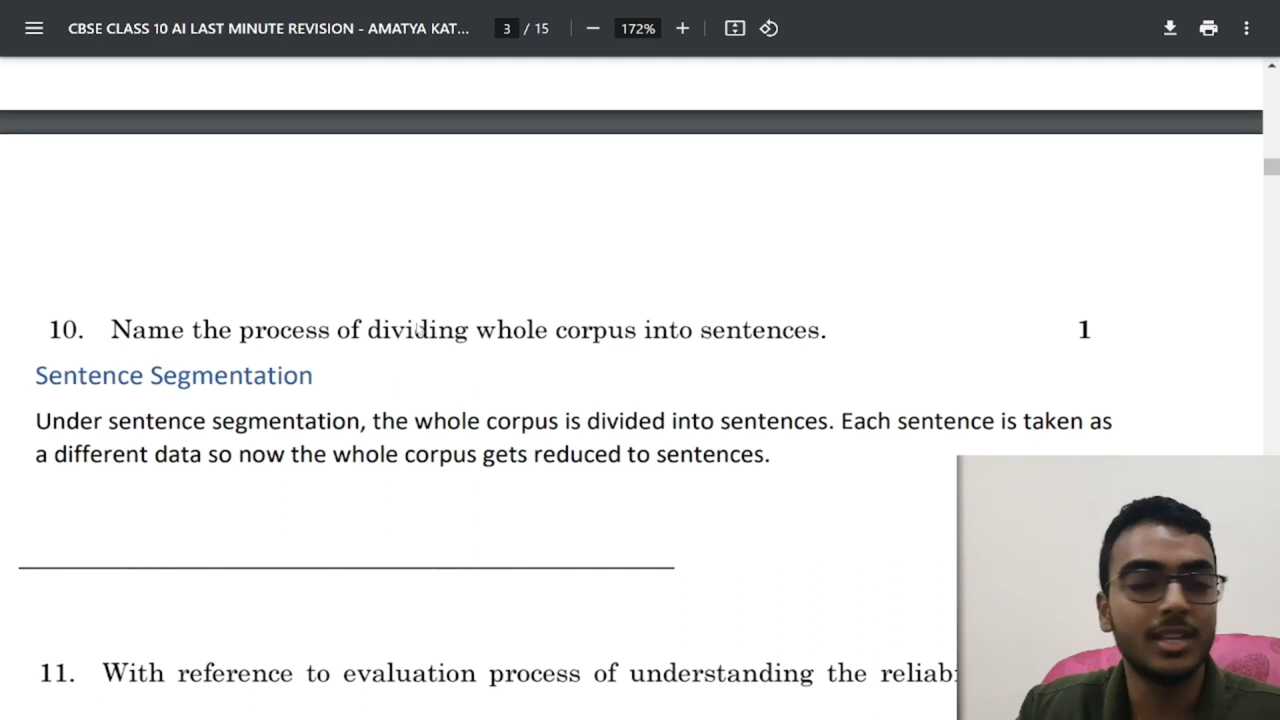 CBSE CLASS 10 AI LAST MINUTE REVISION - AMATYA KAT...
3 / 15
172%
10. Name the process of dividing whole corpus into sentences. 1
Sentence Segmentation
Under sentence segmentation, the whole corpus is divided into sentences. Each sentence is taken as
a different data so now the whole corpus gets reduced to sentences.
11. With reference to evaluation process of understanding the